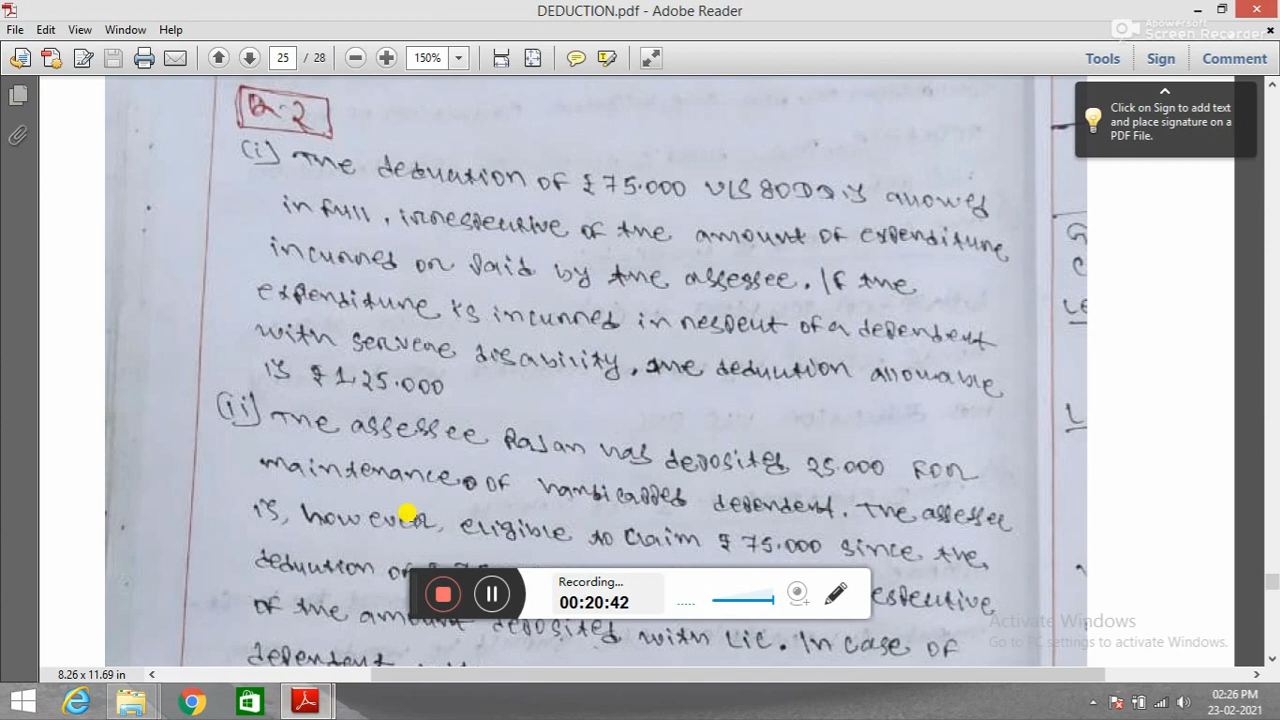 DEDUCTION.pdf - Adobe Reader
File Edit View Window Help
Apowersoft
Screen Recorder
25 / 28 150% Tools Sign Comment
Click on Sign to add text
and place signature on a
PDF File.
Q-2
(i) The deduation of ₹75.000 U/S 80DD is allowed
in full, irrespective of the amount of expenditure
incurred or Paid by the assessee. If the
expenditure is incurred in respect of a dependent
with servere disability, the deduction allowable
is ₹1,25.000
(ii) The assessee Rajan has deposited 25.000 FOR
maintenance of handicapped dependent. The assessee
is, however, eligible to claim ₹75.000 since the
deduction of
of the amount deposited with LIC. In case of
dependent
Recording...
00:20:42
Activate Windows
Go to PC settings to activate Windows.
8.26 x 11.69 in
02:26 PM
23-02-2021